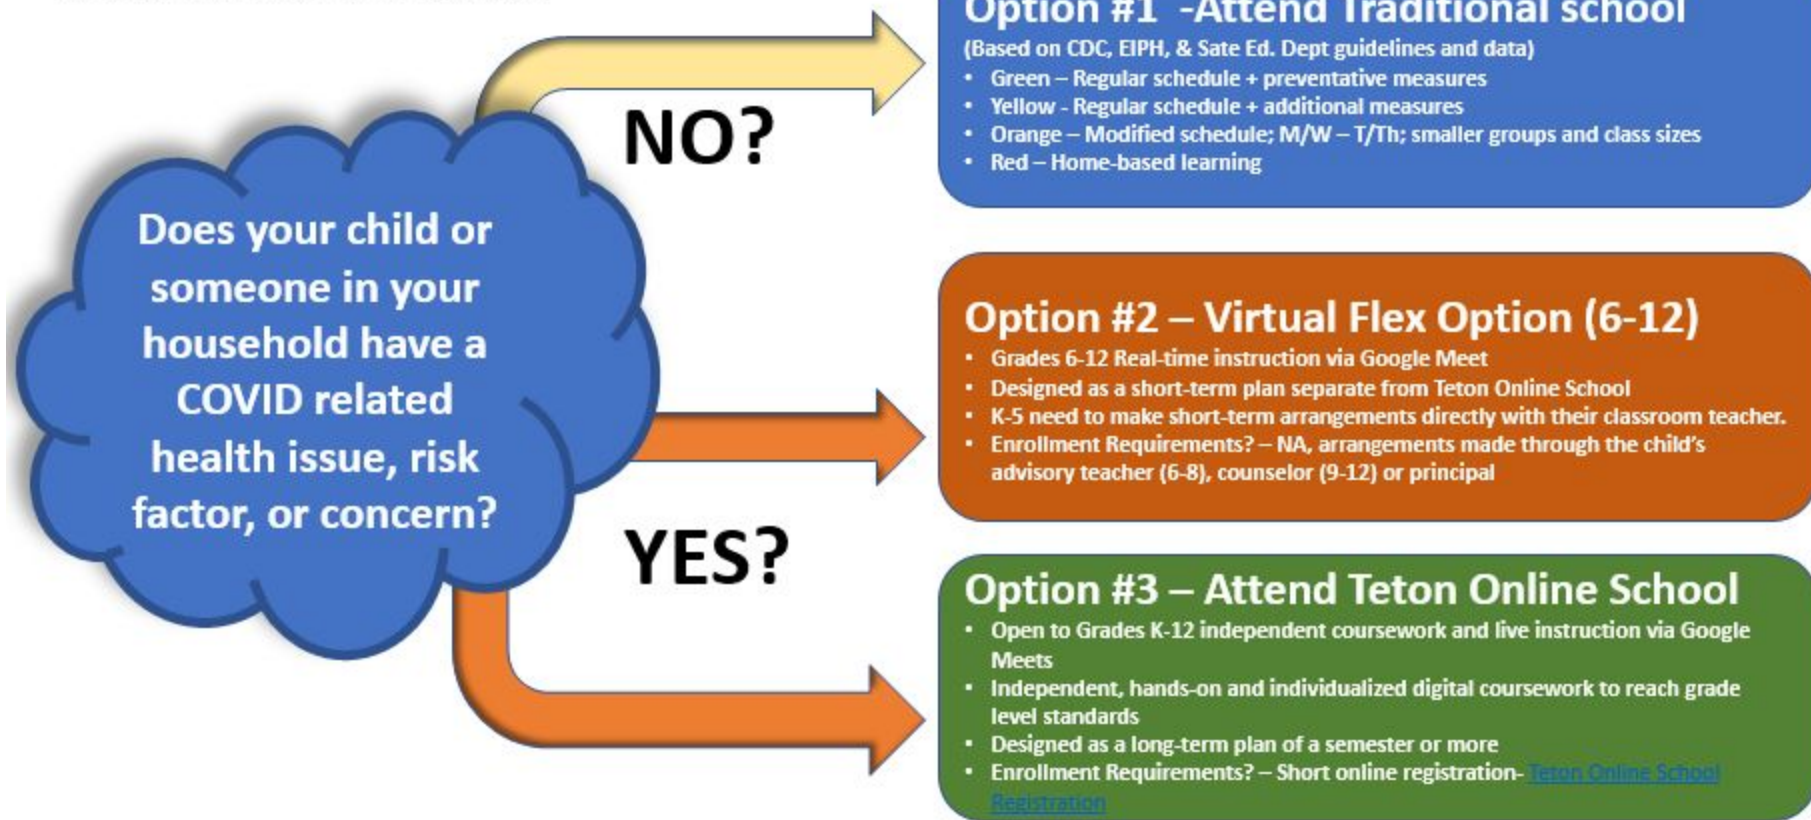 Option #1 -Attend Traditional school
(Based on CDC, EIPH, & Sate Ed. Dept guidelines and data)
• Green – Regular schedule + preventative measures
• Yellow - Regular schedule + additional measures
• Orange – Modified schedule; M/W – T/Th; smaller groups and class sizes
• Red – Home-based learning
NO?
Does your child or
someone in your
household have a
COVID related
health issue, risk
factor, or concern?
Option #2 – Virtual Flex Option (6-12)
• Grades 6-12 Real-time instruction via Google Meet
• Designed as a short-term plan separate from Teton Online School
• K-5 need to make short-term arrangements directly with their classroom teacher.
• Enrollment Requirements? – NA, arrangements made through the child's
advisory teacher (6-8), counselor (9-12) or principal
YES?
Option #3 – Attend Teton Online School
• Open to Grades K-12 independent coursework and live instruction via Google
Meets
• Independent, hands-on and individualized digital coursework to reach grade
level standards
• Designed as a long-term plan of a semester or more
• Enrollment Requirements? – Short online registration- Teton Online School
Registration